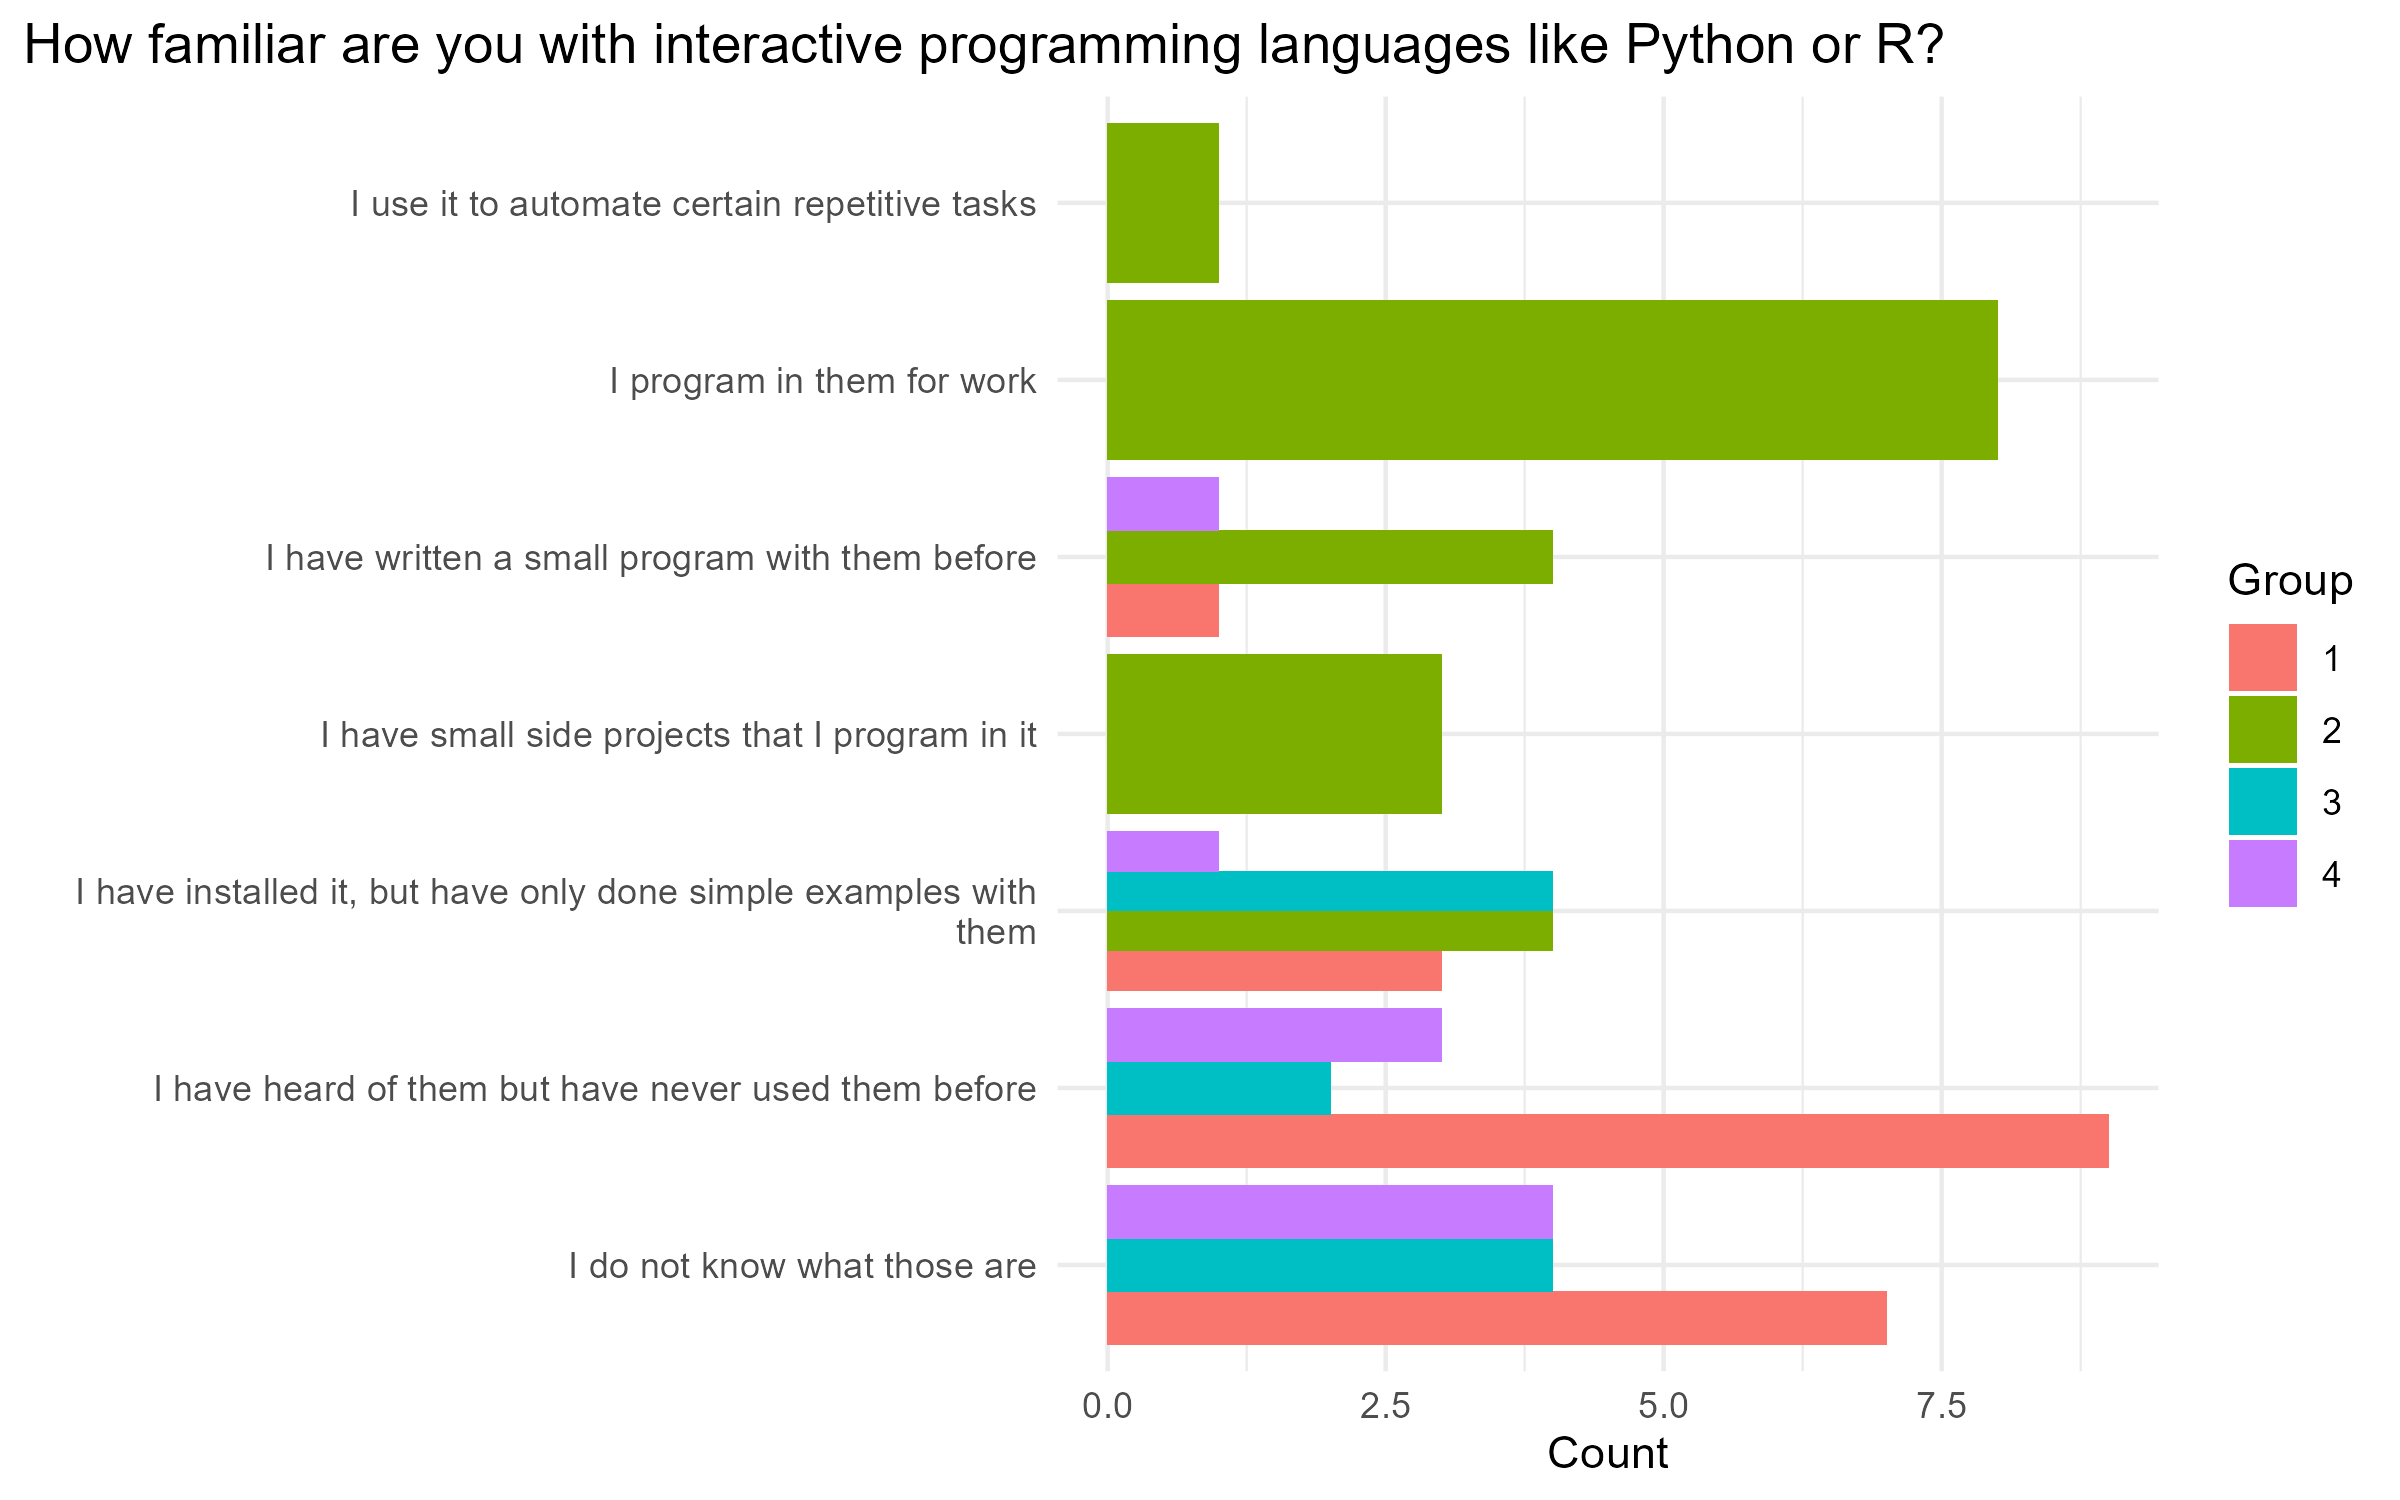 How familiar are you with interactive programming languages like Python or R?
I use it to automate certain repetitive tasks
I program in them for work
I have written a small program with them before
I have small side projects that I program in it
I have installed it, but have only done simple examples with
them
I have heard of them but have never used them before
I do not know what those are
0.0
2.5
5.0
7.5
Count
Group
1
2
3
4